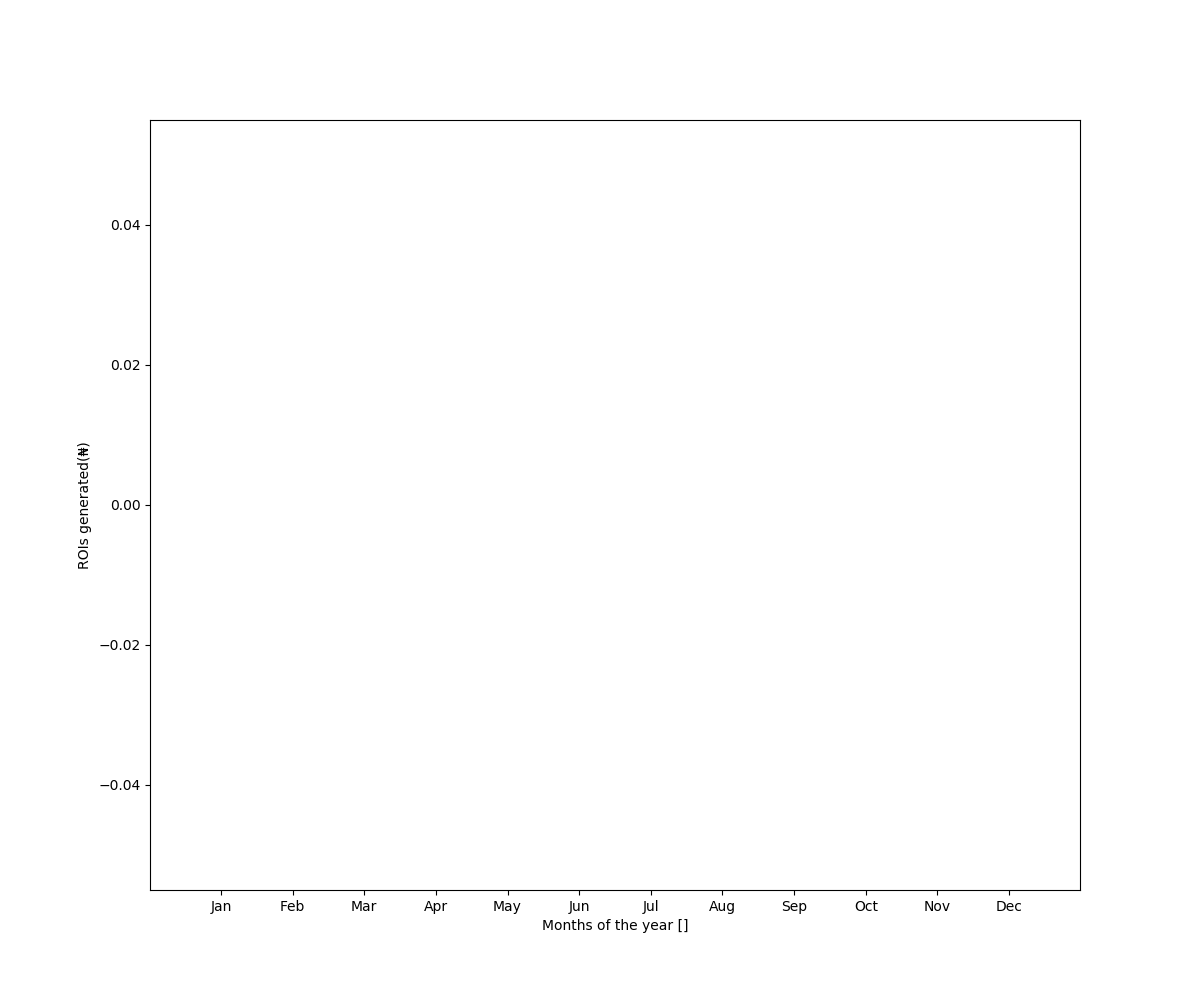 0.04
0.02
0.00
−0.02
−0.04
ROIs generated(₦)
Jan Feb Mar Apr May Jun Jul Aug Sep Oct Nov Dec
Months of the year []